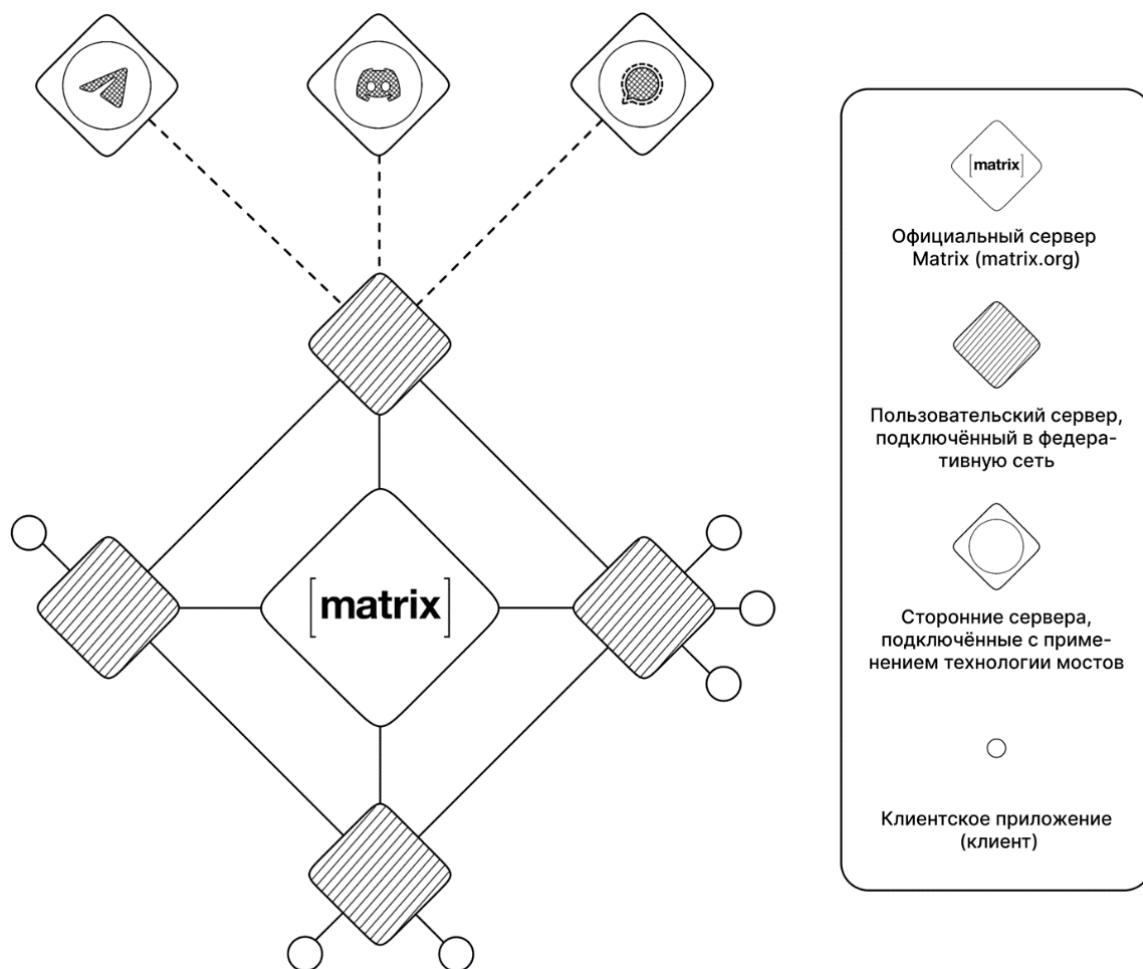 [matrix]
[matrix]
Официальный сервер
Matrix (matrix.org)
Пользовательский сервер,
подключённый в федера-
тивную сеть
Сторонние сервера,
подключённые с приме-
нением технологии мостов
Клиентское приложение
(клиент)